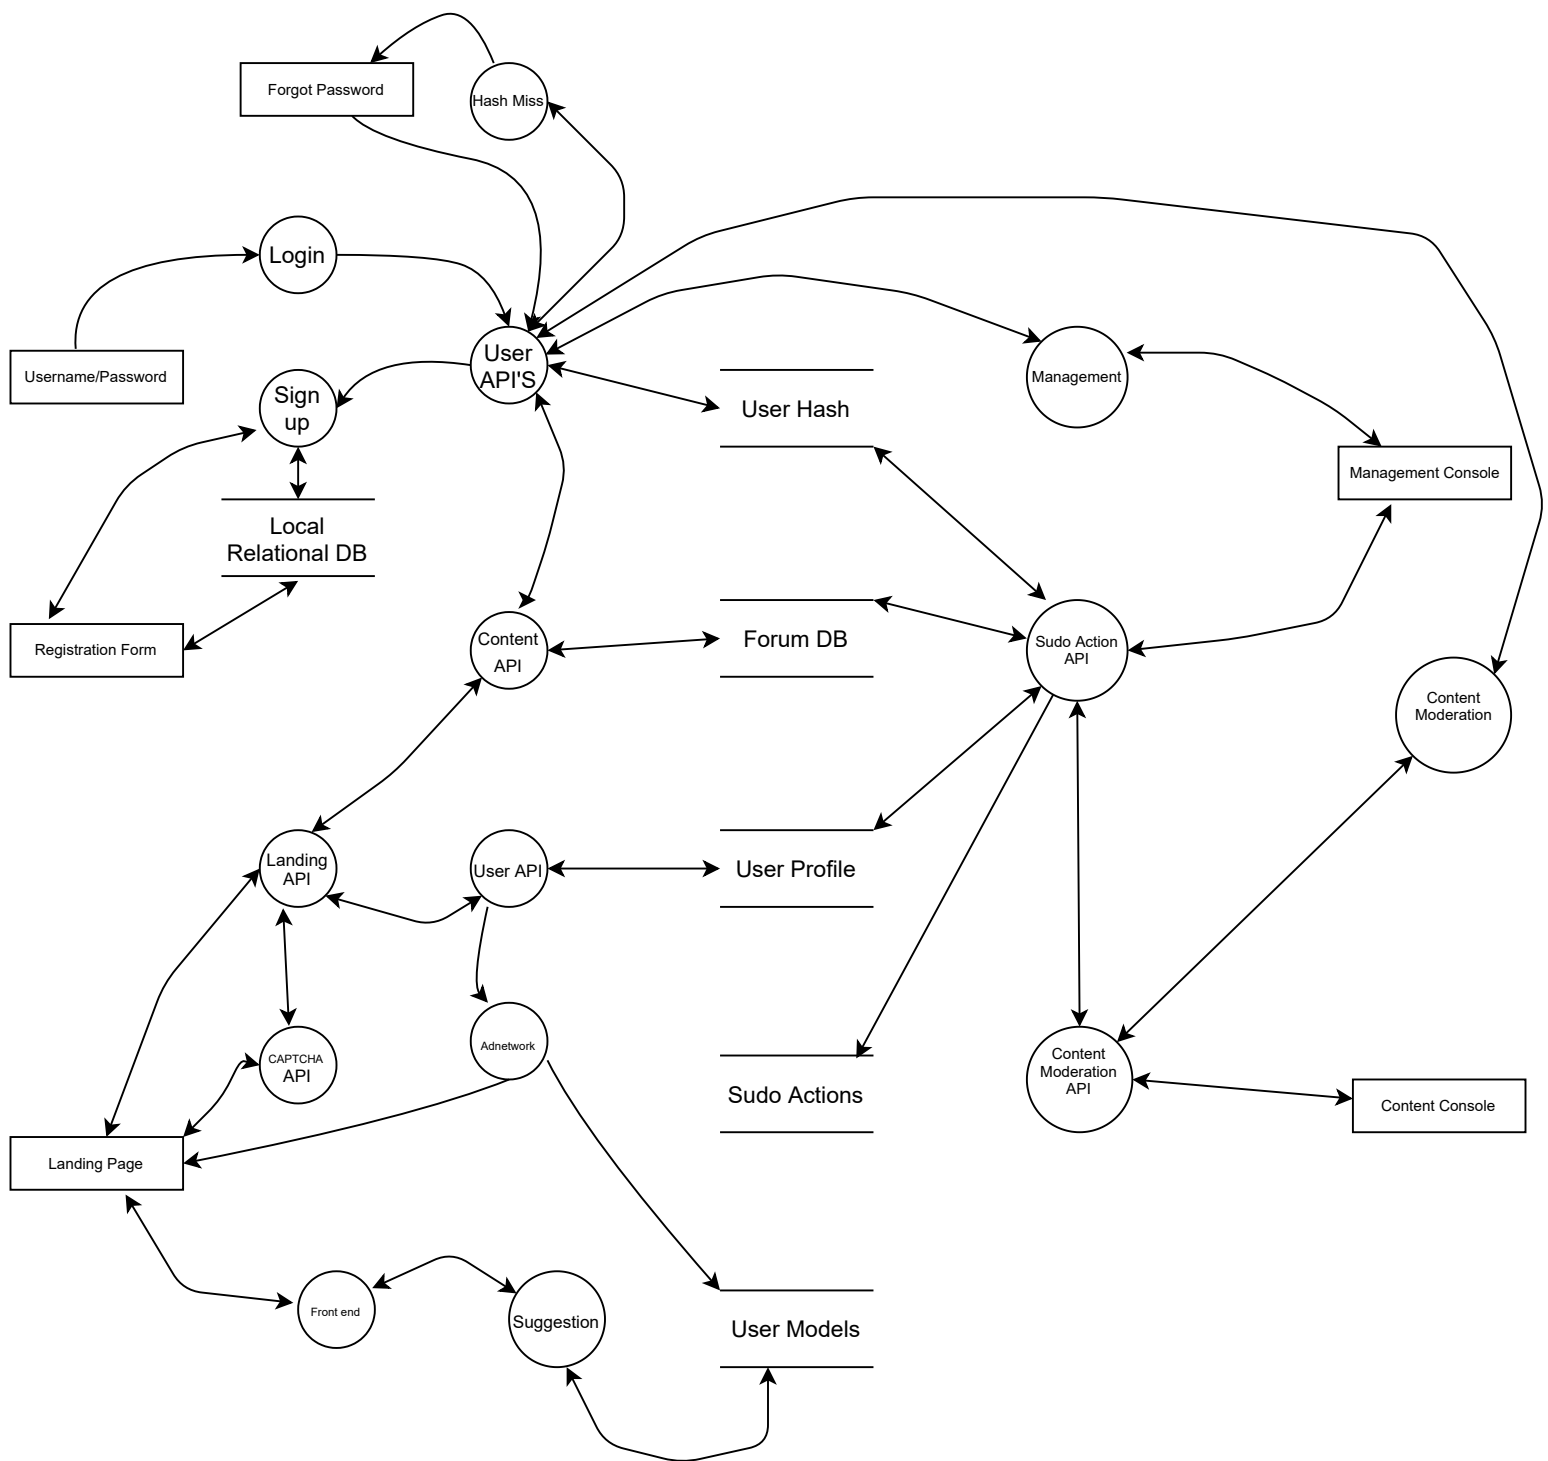 Forgot Password
Hash Miss
Login
Username/Password
User
API'S
Sign
up
User Hash
Management
Management Console
Local
Relational DB
Registration Form
Content
API
Forum DB
Sudo Action
API
Content
Moderation
Landing
API
User API
User Profile
CAPTCHA
API
Adnetwork
Sudo Actions
Content
Moderation
API
Content Console
Landing Page
Front end
Suggestion
User Models